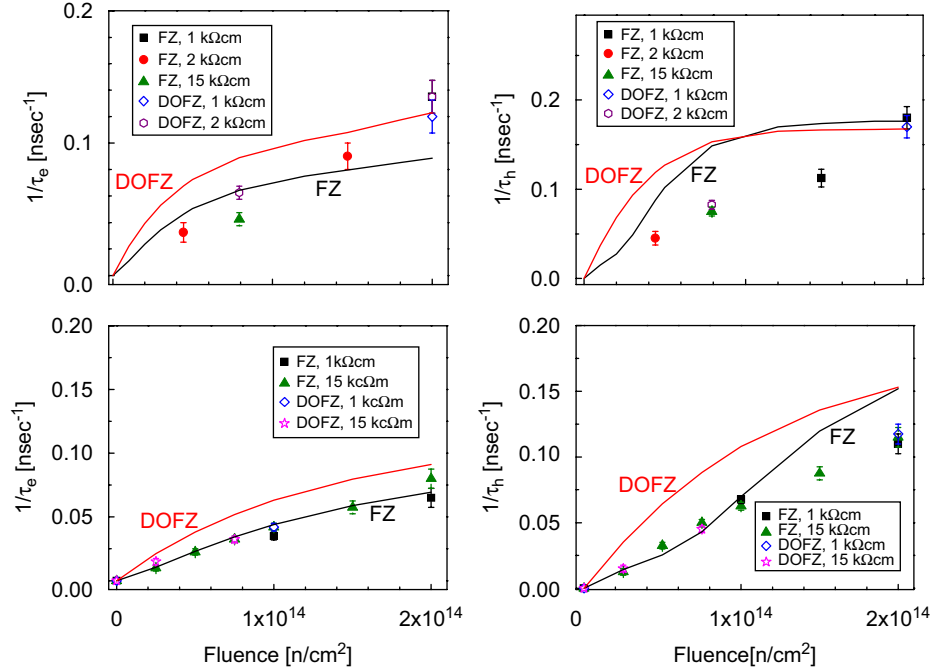 0.2
0.1
0.0
1/τe [nsec-1]
FZ, 1 kΩcm
FZ, 2 kΩcm
FZ, 15 kΩcm
DOFZ, 1 kΩcm
DOFZ, 2 kΩcm
DOFZ
FZ
0.2
0.1
0.0
1/τh [nsec-1]
FZ, 1 kΩcm
FZ, 2 kΩcm
FZ, 15 kΩcm
DOFZ, 1 kΩcm
DOFZ, 2 kΩcm
DOFZ
FZ
0.20
0.15
0.10
0.05
0.00
1/τe [nsec-1]
FZ, 1kΩcm
FZ, 15 kcΩm
DOFZ, 1 kcΩm
DOFZ, 15 kcΩm
DOFZ
FZ
0
1x10^14
2x10^14
Fluence [n/cm2]
0.20
0.15
0.10
0.05
0.00
1/τh [nsec-1]
DOFZ
FZ
FZ, 1 kΩcm
FZ, 15 kΩcm
DOFZ, 1 kΩcm
DOFZ, 15 kΩcm
0
1x10^14
2x10^14
Fluence[n/cm2]